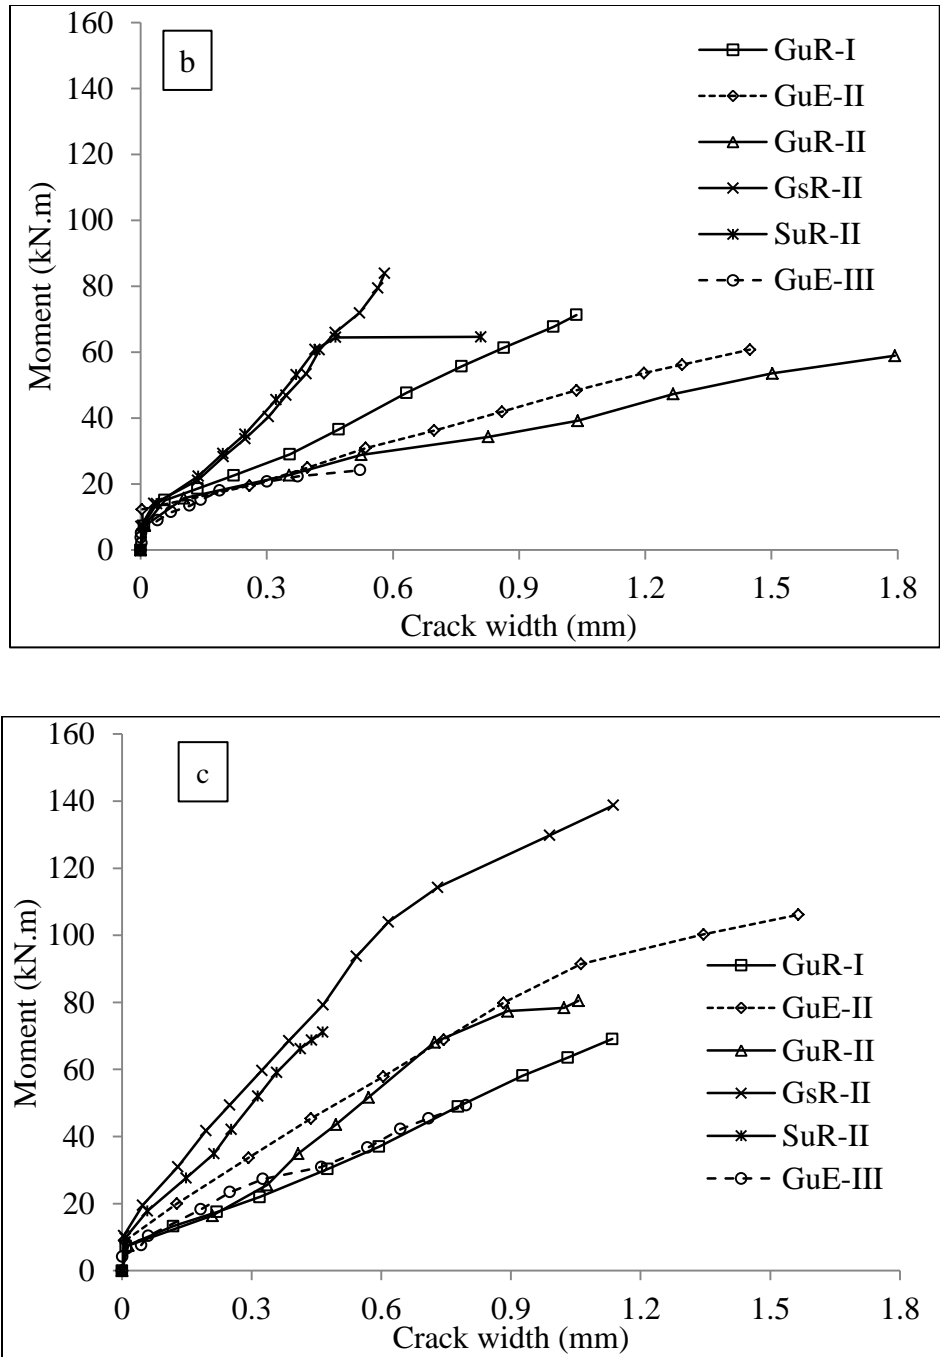 160
b
GuR-I
140
GuE-II
120
GuR-II
100
GsR-II
SuR-II
80
GuE-III
60
40
20
0
Moment (kN.m)
0 0.3 0.6 0.9 1.2 1.5 1.8
Crack width (mm)
160
c
140
120
100
80
60
40
20
0
Moment (kN.m)
GuR-I
GuE-II
GuR-II
GsR-II
SuR-II
GuE-III
0 0.3 0.6 0.9 1.2 1.5 1.8
Crack width (mm)